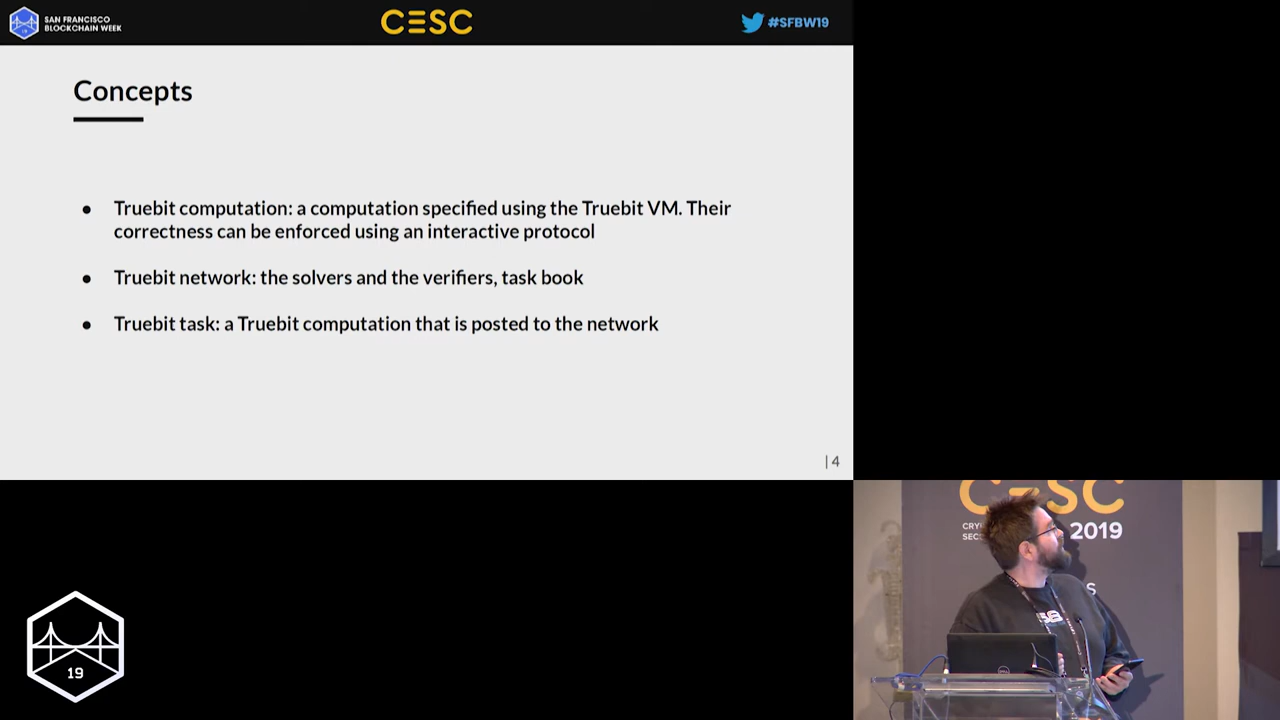 SAN FRANCISCO
BLOCKCHAIN WEEK
19
CESC
#SFBW19
Concepts
● Truebit computation: a computation specified using the Truebit VM. Their
correctness can be enforced using an interactive protocol
● Truebit network: the solvers and the verifiers, task book
● Truebit task: a Truebit computation that is posted to the network
| 4
CESC
2019
DELL
19